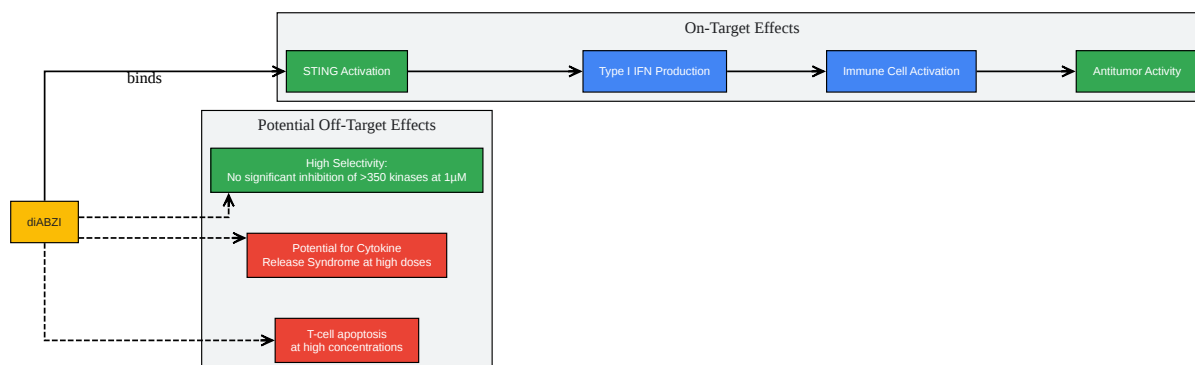 On-Target Effects
STING Activation
Type I IFN Production
Immune Cell Activation
Antitumor Activity
binds
Potential Off-Target Effects
High Selectivity:
No significant inhibition of >350 kinases at 1µM
diABZI
Potential for Cytokine
Release Syndrome at high doses
T-cell apoptosis
at high concentrations